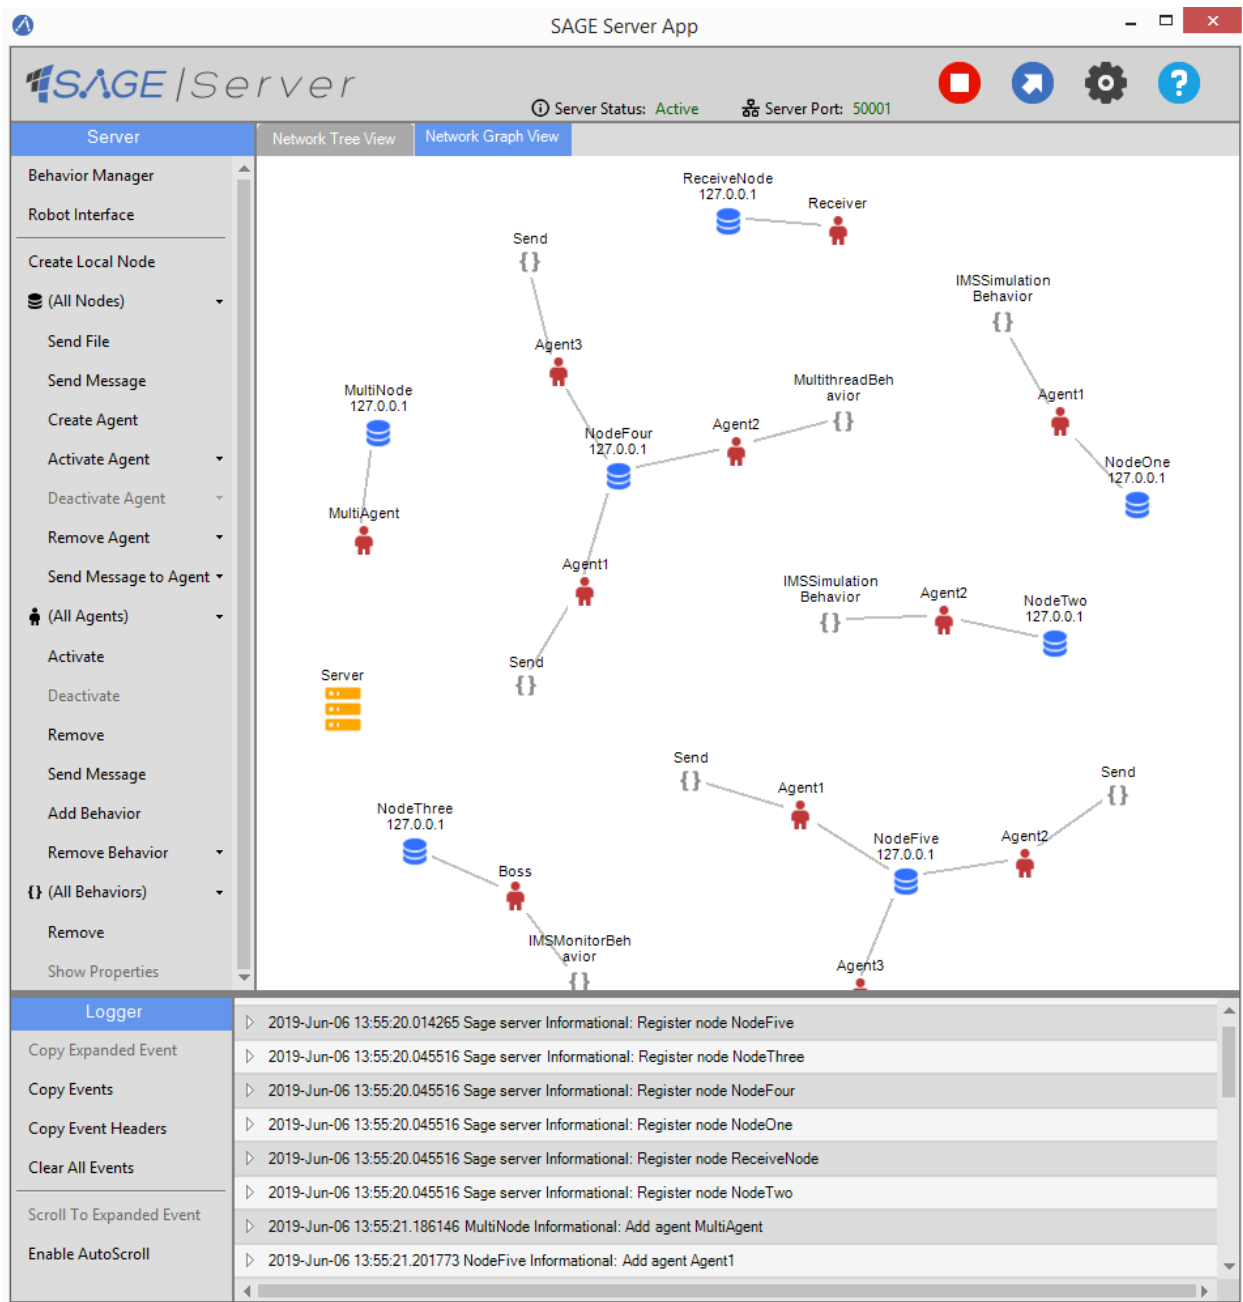 SAGE Server App
SAGE|Server
Server Status: Active
Server Port: 50001
Server
Behavior Manager
Robot Interface
Create Local Node
(All Nodes)
Send File
Send Message
Create Agent
Activate Agent
Deactivate Agent
Remove Agent
Send Message to Agent
(All Agents)
Activate
Deactivate
Remove
Send Message
Add Behavior
Remove Behavior
{} (All Behaviors)
Remove
Show Properties
Network Tree View
Network Graph View
ReceiveNode
127.0.0.1
Receiver
Send
{}
IMSSimulation
Behavior
{}
Agent3
MultiNode
127.0.0.1
MultithreadBeh
avior
{}
Agent1
NodeFour
127.0.0.1
Agent2
NodeOne
127.0.0.1
MultiAgent
Agent1
IMSSimulation
Behavior
{}
Agent2
NodeTwo
127.0.0.1
Send
{}
Server
Send
{}
Agent1
Send
{}
NodeThree
127.0.0.1
NodeFive
127.0.0.1
Agent2
Boss
IMSMonitorBeh
avior
{}
Agent3
Logger
Copy Expanded Event
Copy Events
Copy Event Headers
Clear All Events
Scroll To Expanded Event
Enable AutoScroll
2019-Jun-06 13:55:20.014265 Sage server Informational: Register node NodeFive
2019-Jun-06 13:55:20.045516 Sage server Informational: Register node NodeThree
2019-Jun-06 13:55:20.045516 Sage server Informational: Register node NodeFour
2019-Jun-06 13:55:20.045516 Sage server Informational: Register node NodeOne
2019-Jun-06 13:55:20.045516 Sage server Informational: Register node ReceiveNode
2019-Jun-06 13:55:20.045516 Sage server Informational: Register node NodeTwo
2019-Jun-06 13:55:21.186146 MultiNode Informational: Add agent MultiAgent
2019-Jun-06 13:55:21.201773 NodeFive Informational: Add agent Agent1